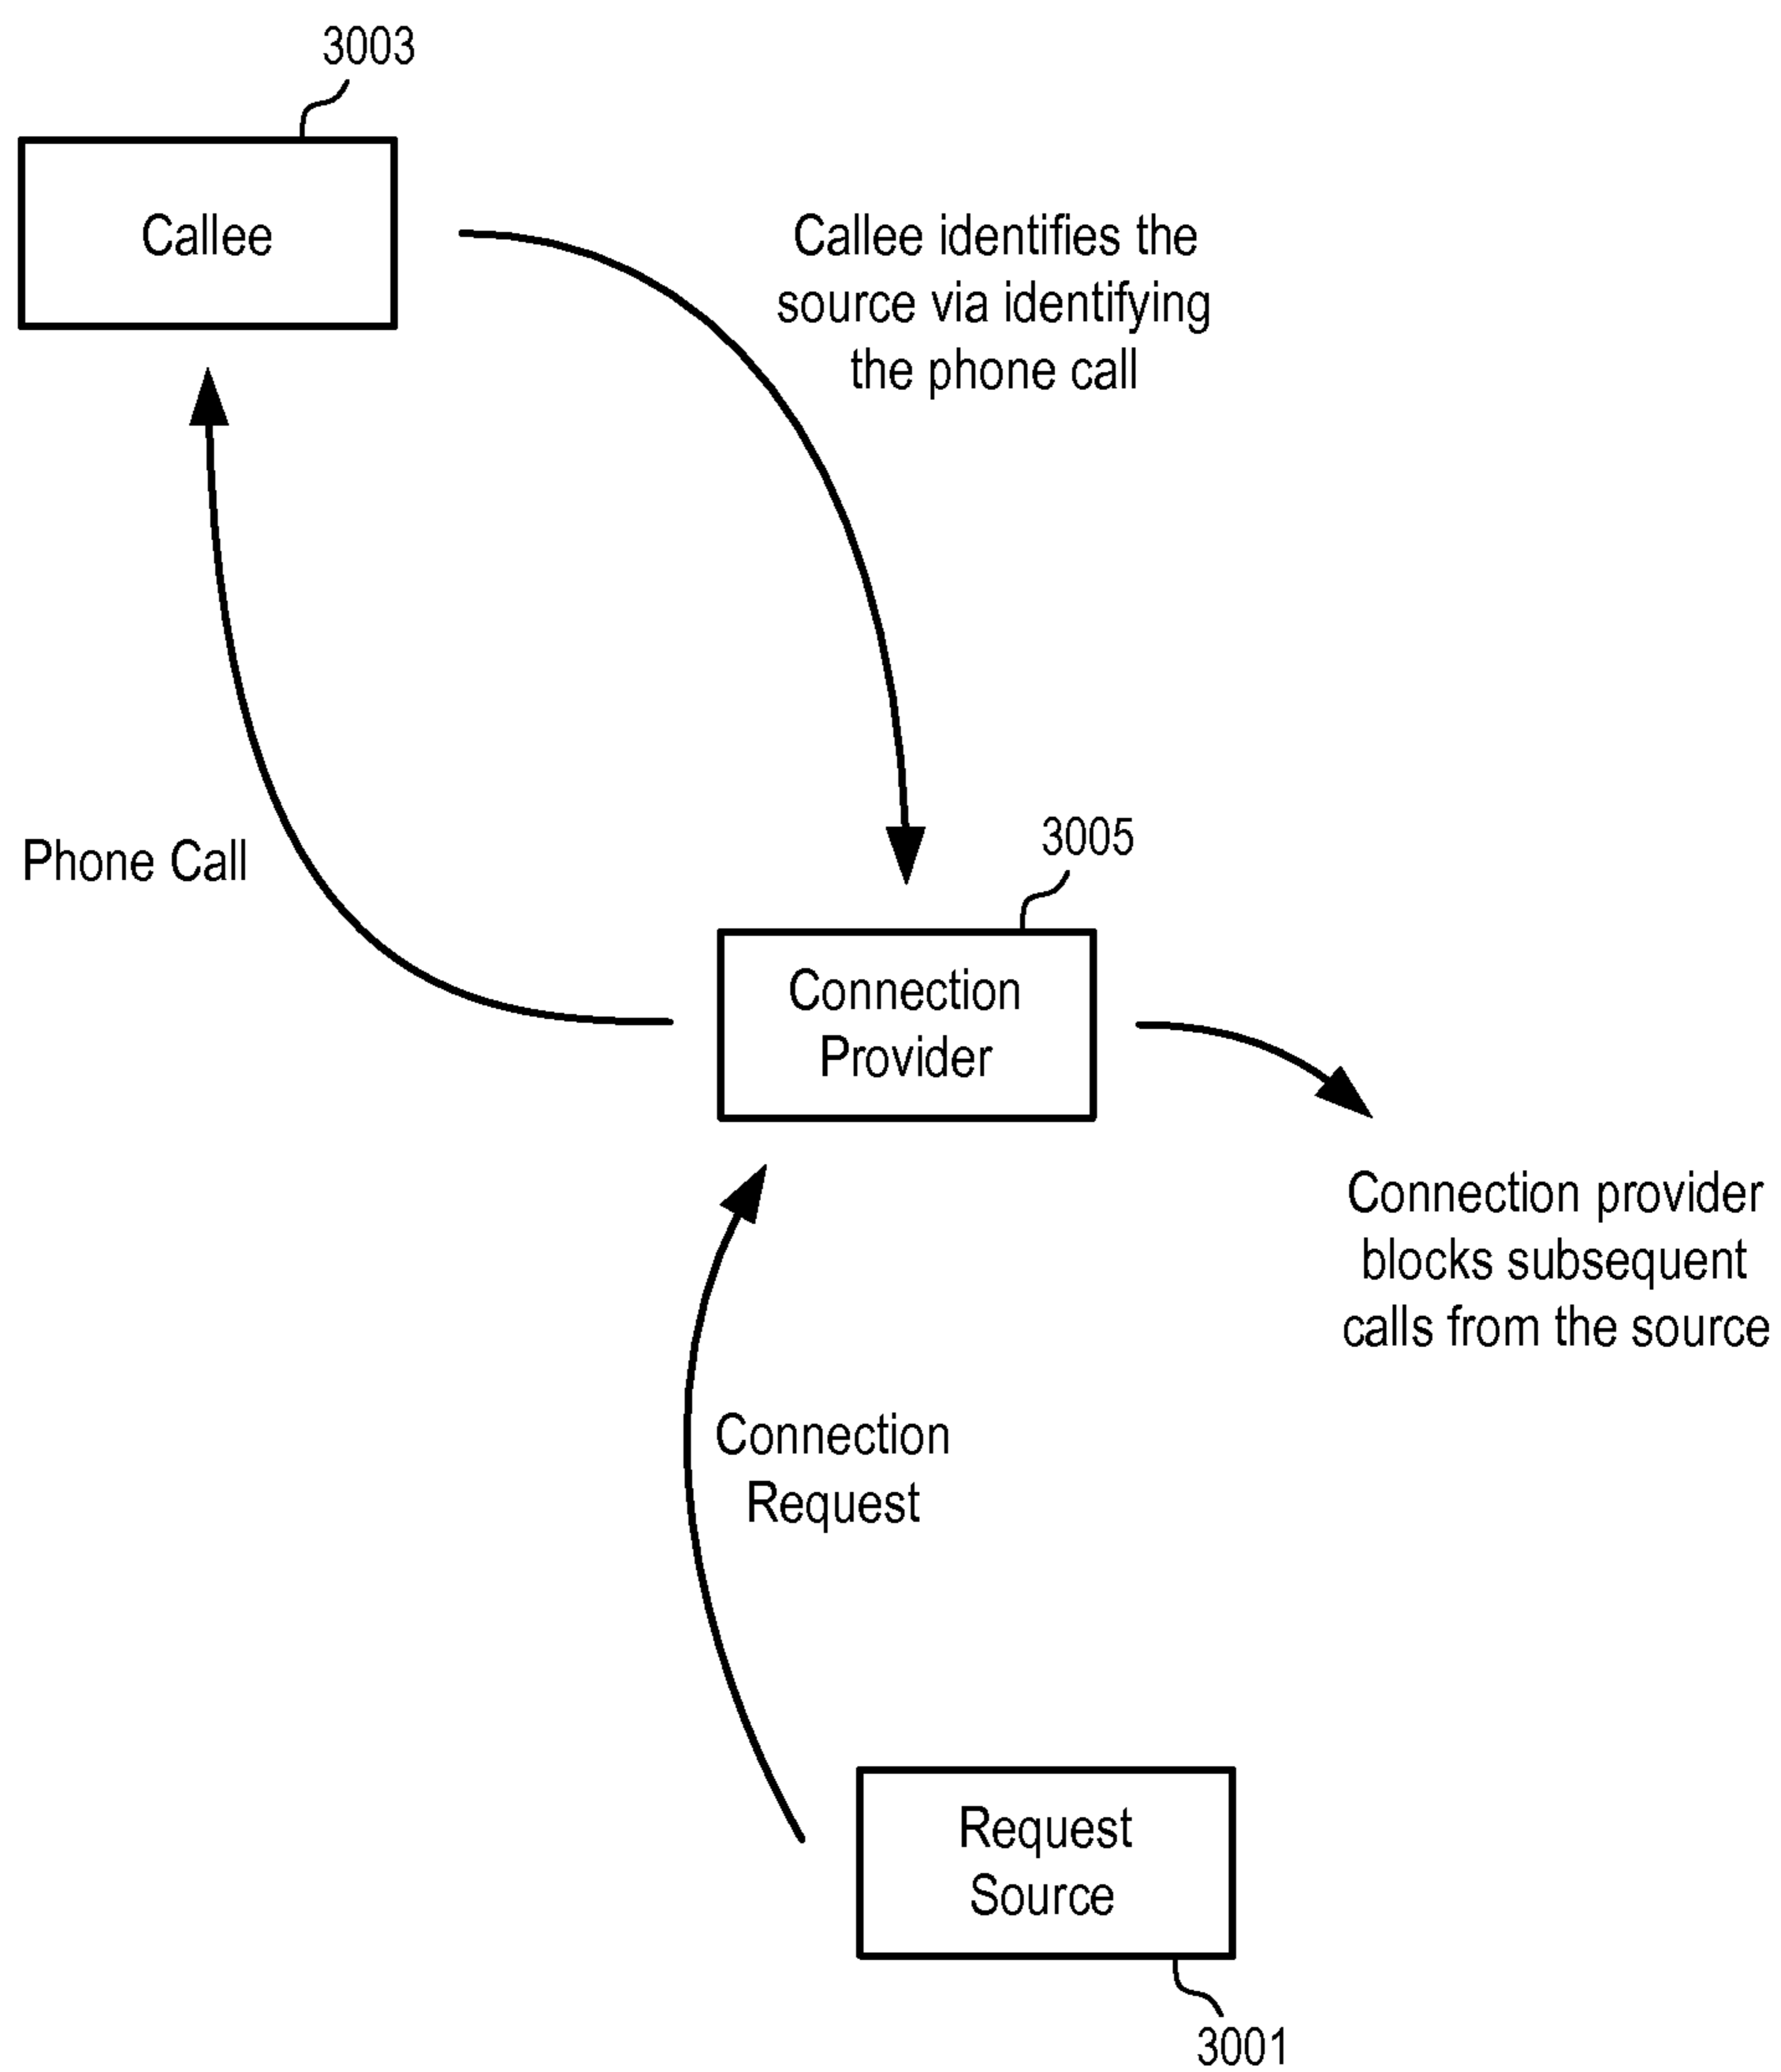 3003
Callee
Callee identifies the
source via identifying
the phone call
Phone Call
3005
Connection
Provider
Connection provider
blocks subsequent
calls from the source
Connection
Request
Request
Source
3001